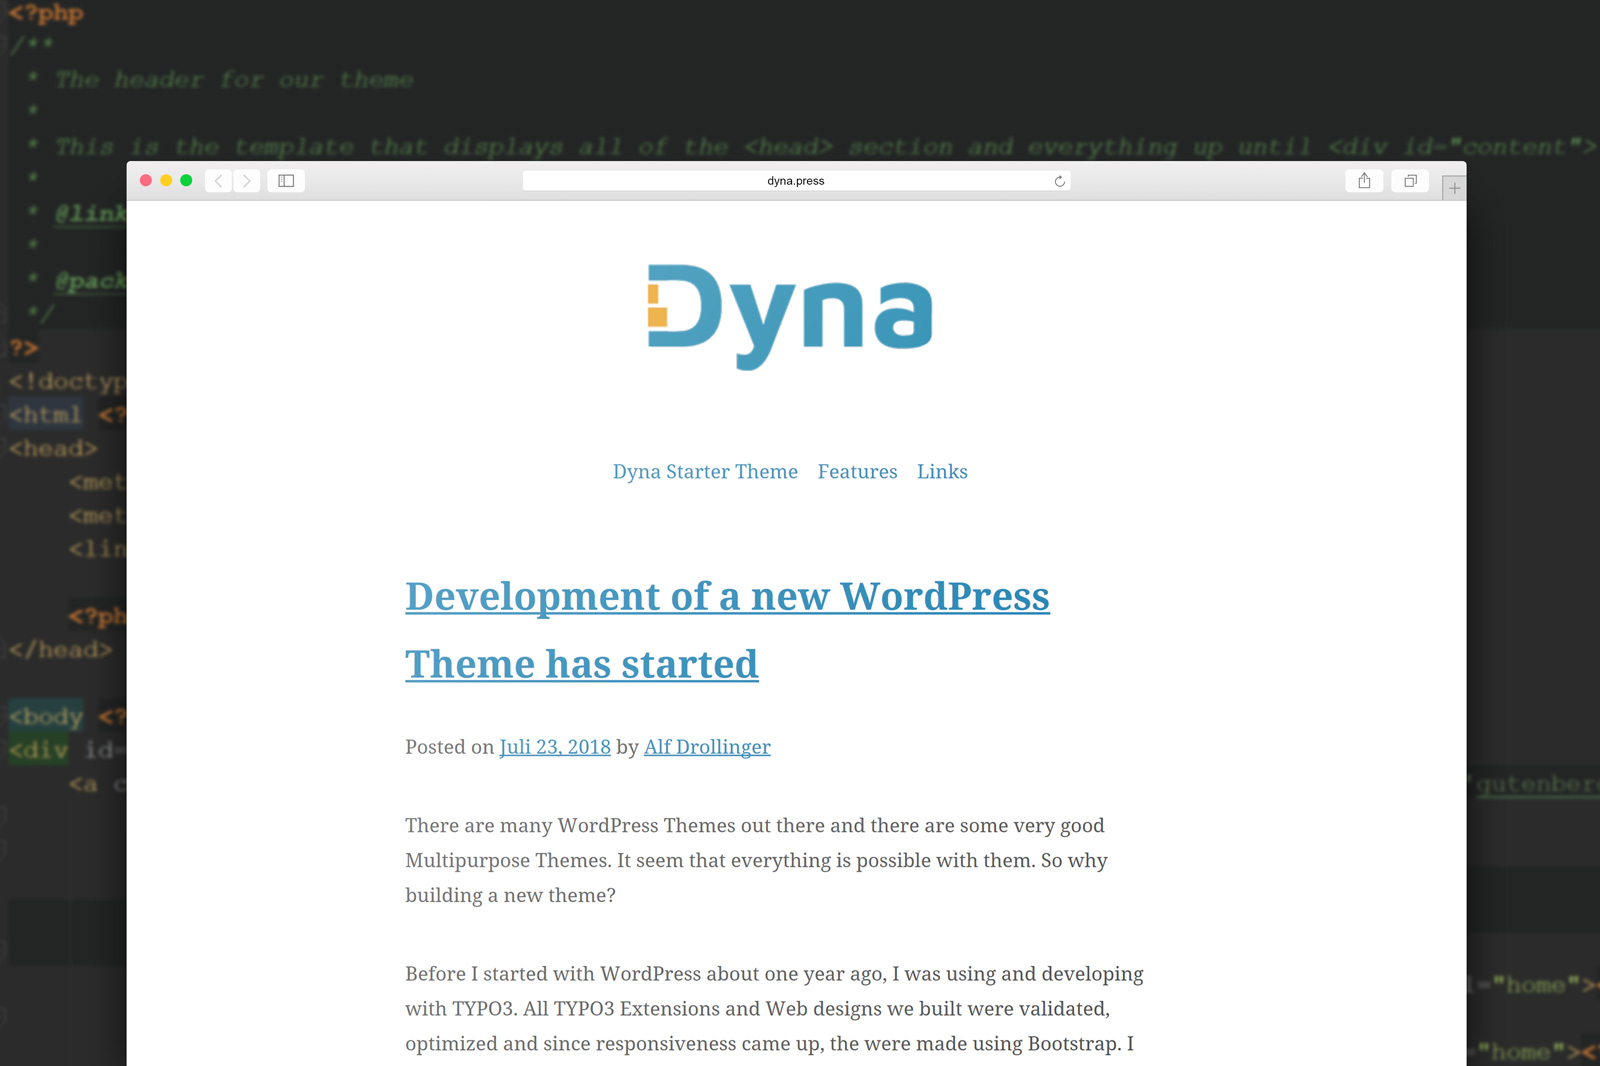 <?php
/**
* The header for our theme
*
* This is the template that displays all of the <head> section and everything up until <div id="content">
*
* @link
*
* @pack
*/
?>
<!doctyp
<html <?
<head>
<met
<met
<lin
<?ph
</head>
<body <?
<div id=
<a c
dyna.press
Dyna
Dyna Starter Theme Features Links
Development of a new WordPress
Theme has started
Posted on Juli 23, 2018 by Alf Drollinger
There are many WordPress Themes out there and there are some very good
Multipurpose Themes. It seem that everything is possible with them. So why
building a new theme?
Before I started with WordPress about one year ago, I was using and developing
with TYPO3. All TYPO3 Extensions and Web designs we built were validated,
optimized and since responsiveness came up, the were made using Bootstrap. I
'gutenber
="home">
="home"><